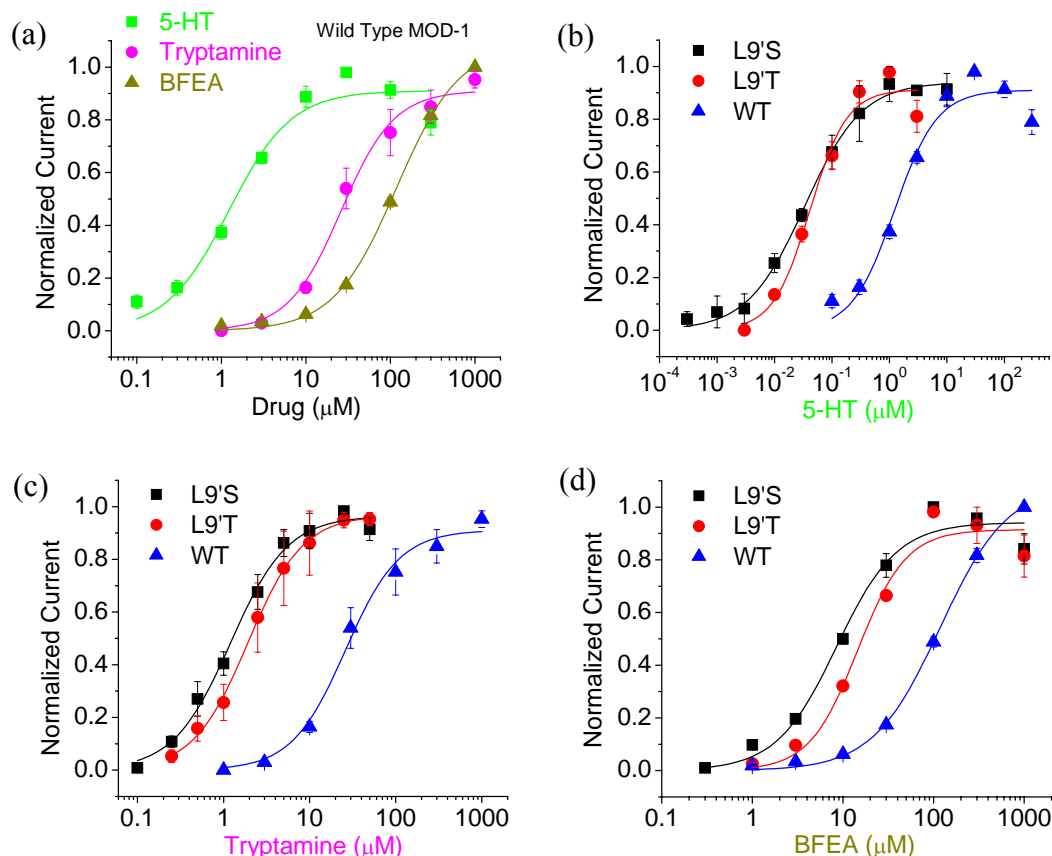 (a)
5-HT
Tryptamine
BFEA
Wild Type MOD-1
Normalized Current
1.0
0.8
0.6
0.4
0.2
0.0
0.1 1 10 100 1000
Drug (μM)
(b)
L9'S
L9'T
WT
Normalized Current
1.0
0.8
0.6
0.4
0.2
0.0
10⁻⁴ 10⁻³ 10⁻² 10⁻¹ 10⁰ 10¹ 10²
5-HT (μM)
(c)
L9'S
L9'T
WT
Normalized Current
1.0
0.8
0.6
0.4
0.2
0.0
0.1 1 10 100 1000
Tryptamine (μM)
(d)
L9'S
L9'T
WT
Normalized Current
1.0
0.8
0.6
0.4
0.2
0.0
1 10 100 1000
BFEA (μM)